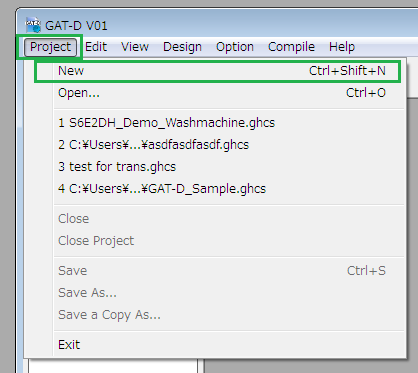 GAT-D V01
Project Edit View Design Option Compile Help
New Ctrl+Shift+N
Open... Ctrl+O
1 S6E2DH_Demo_Washmachine.ghcs
2 C:¥Users¥...¥asdfasdfasdf.ghcs
3 test for trans.ghcs
4 C:¥Users¥...¥GAT-D_Sample.ghcs
Close
Close Project
Save Ctrl+S
Save As...
Save a Copy As...
Exit